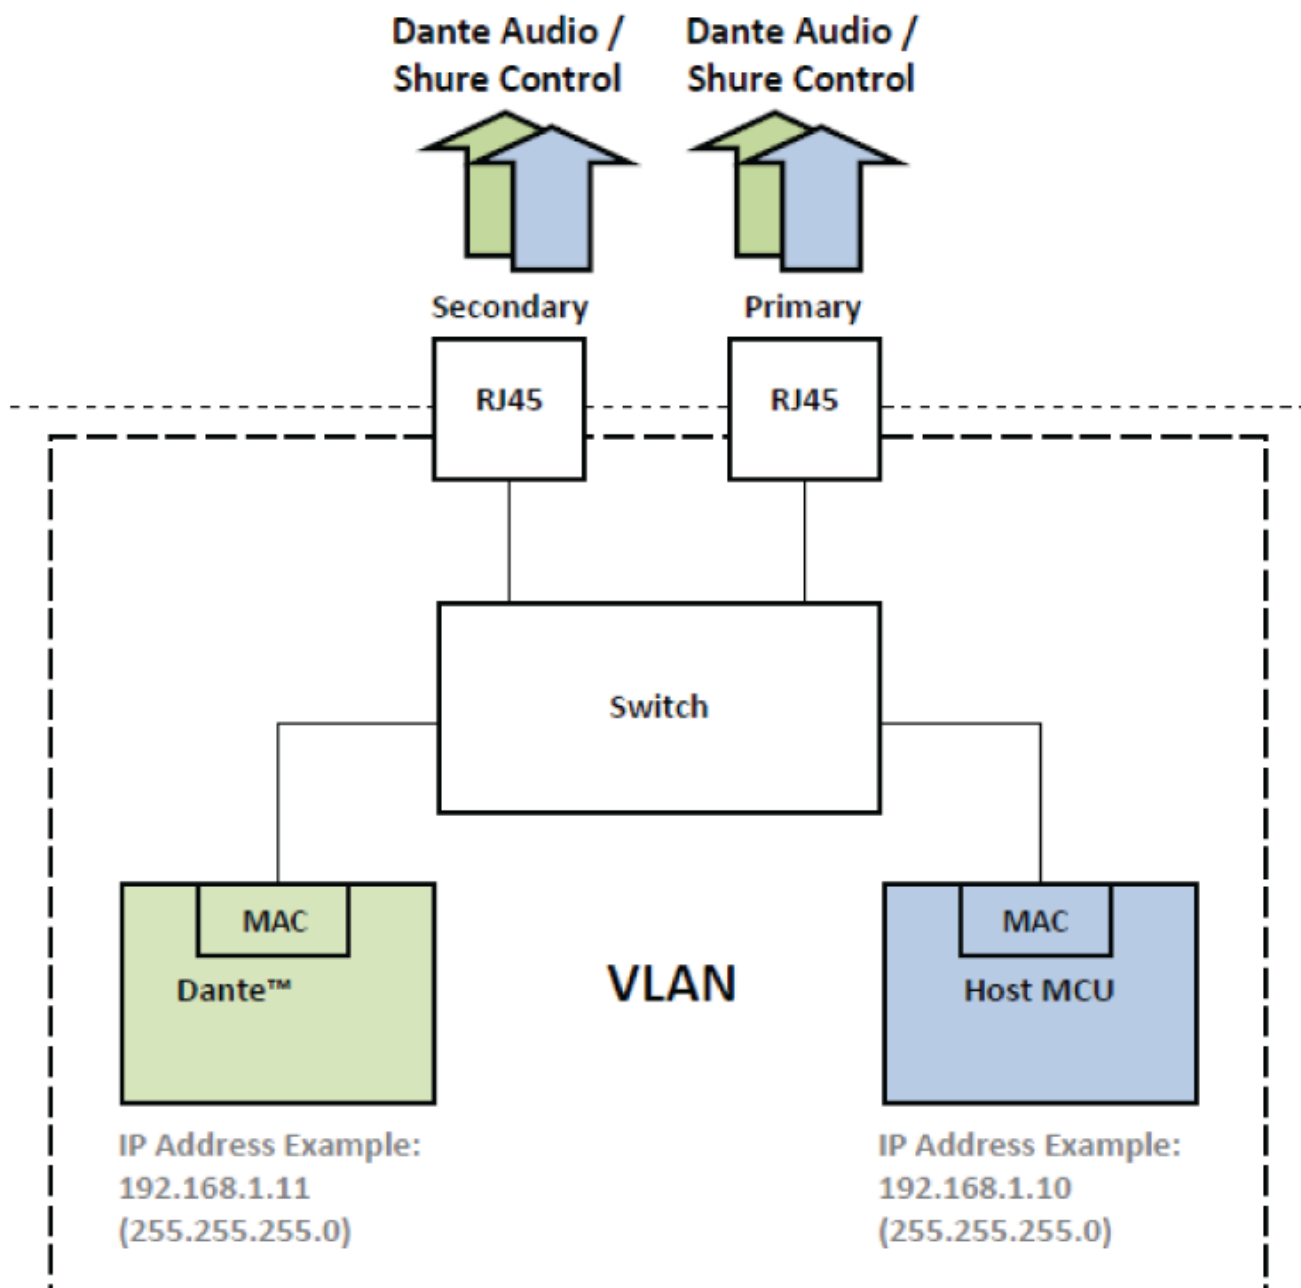 Dante Audio /
Shure Control
Dante Audio /
Shure Control
Secondary
Primary
RJ45
RJ45
Switch
MAC
Dante™
VLAN
MAC
Host MCU
IP Address Example:
192.168.1.11
(255.255.255.0)
IP Address Example:
192.168.1.10
(255.255.255.0)